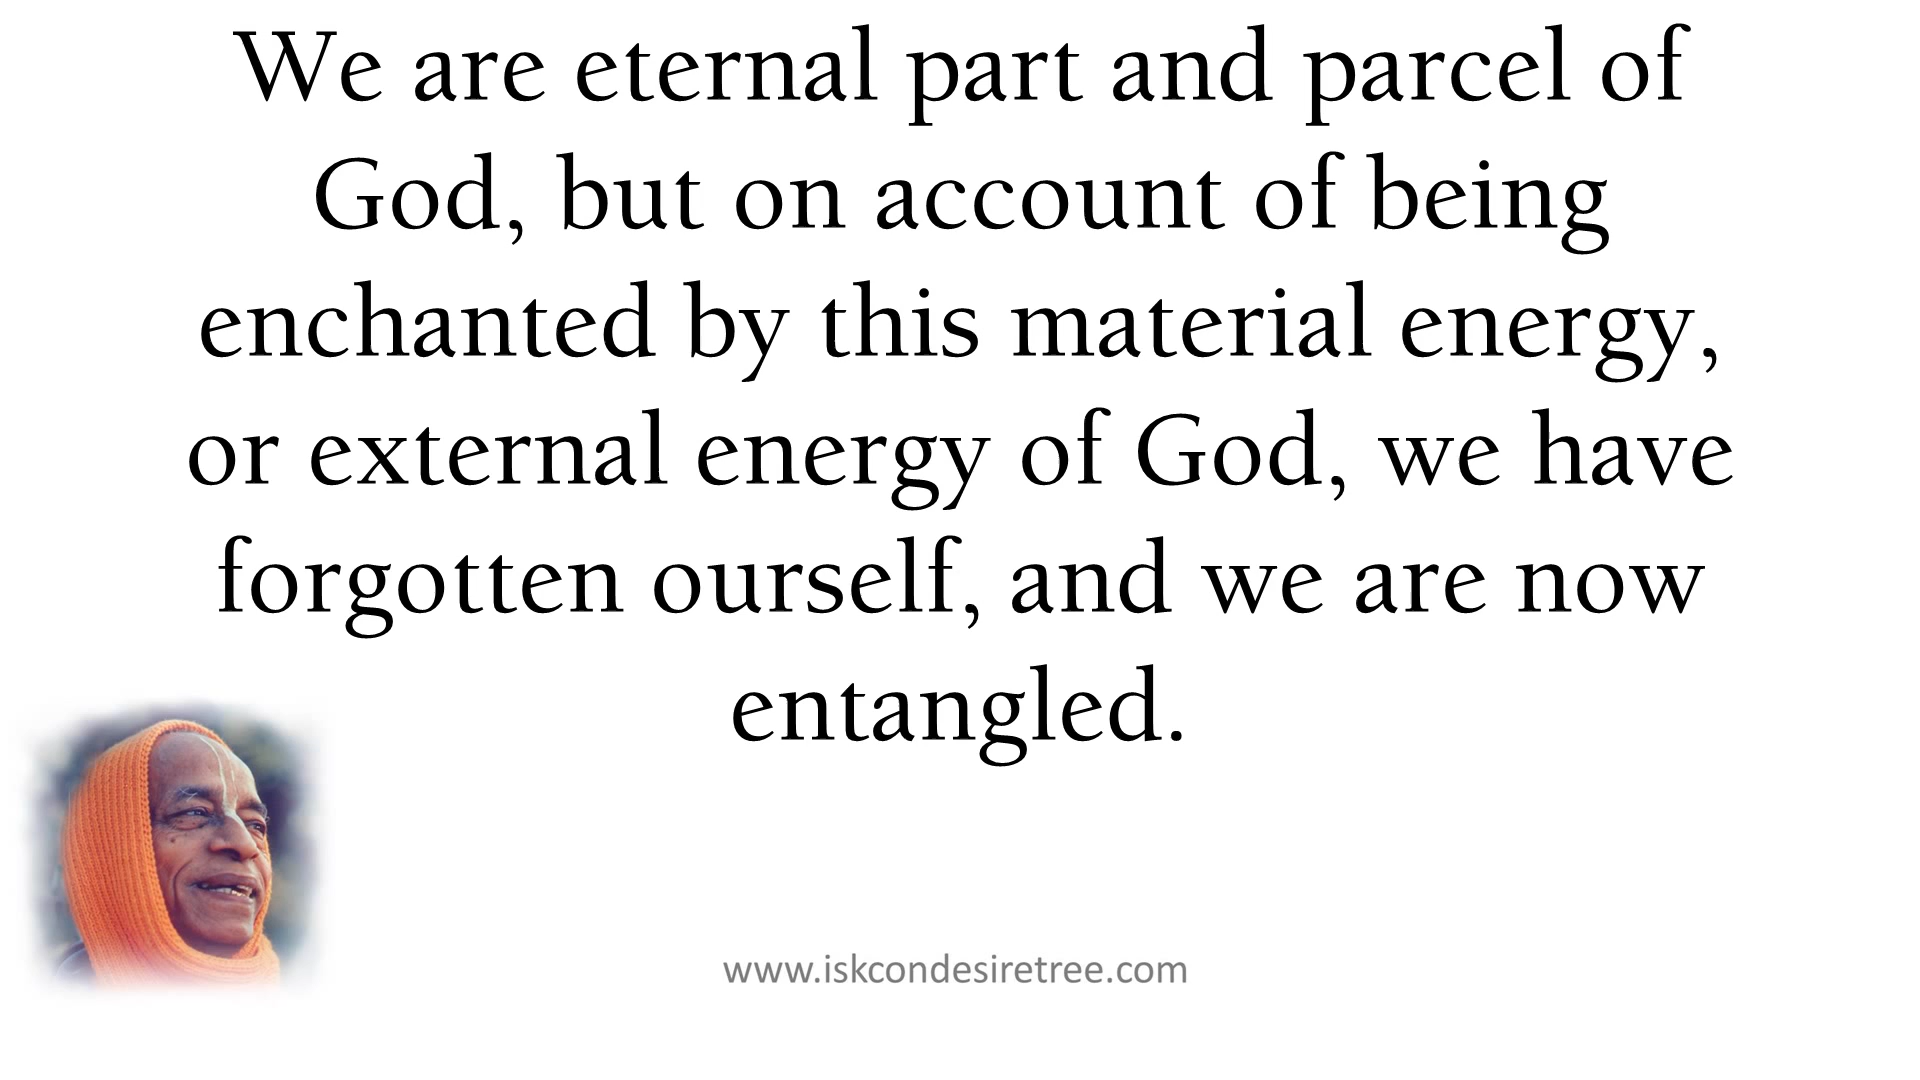 We are eternal part and parcel of
God, but on account of being
enchanted by this material energy,
or external energy of God, we have
forgotten ourself, and we are now
entangled.
www.iskcondesiretree.com